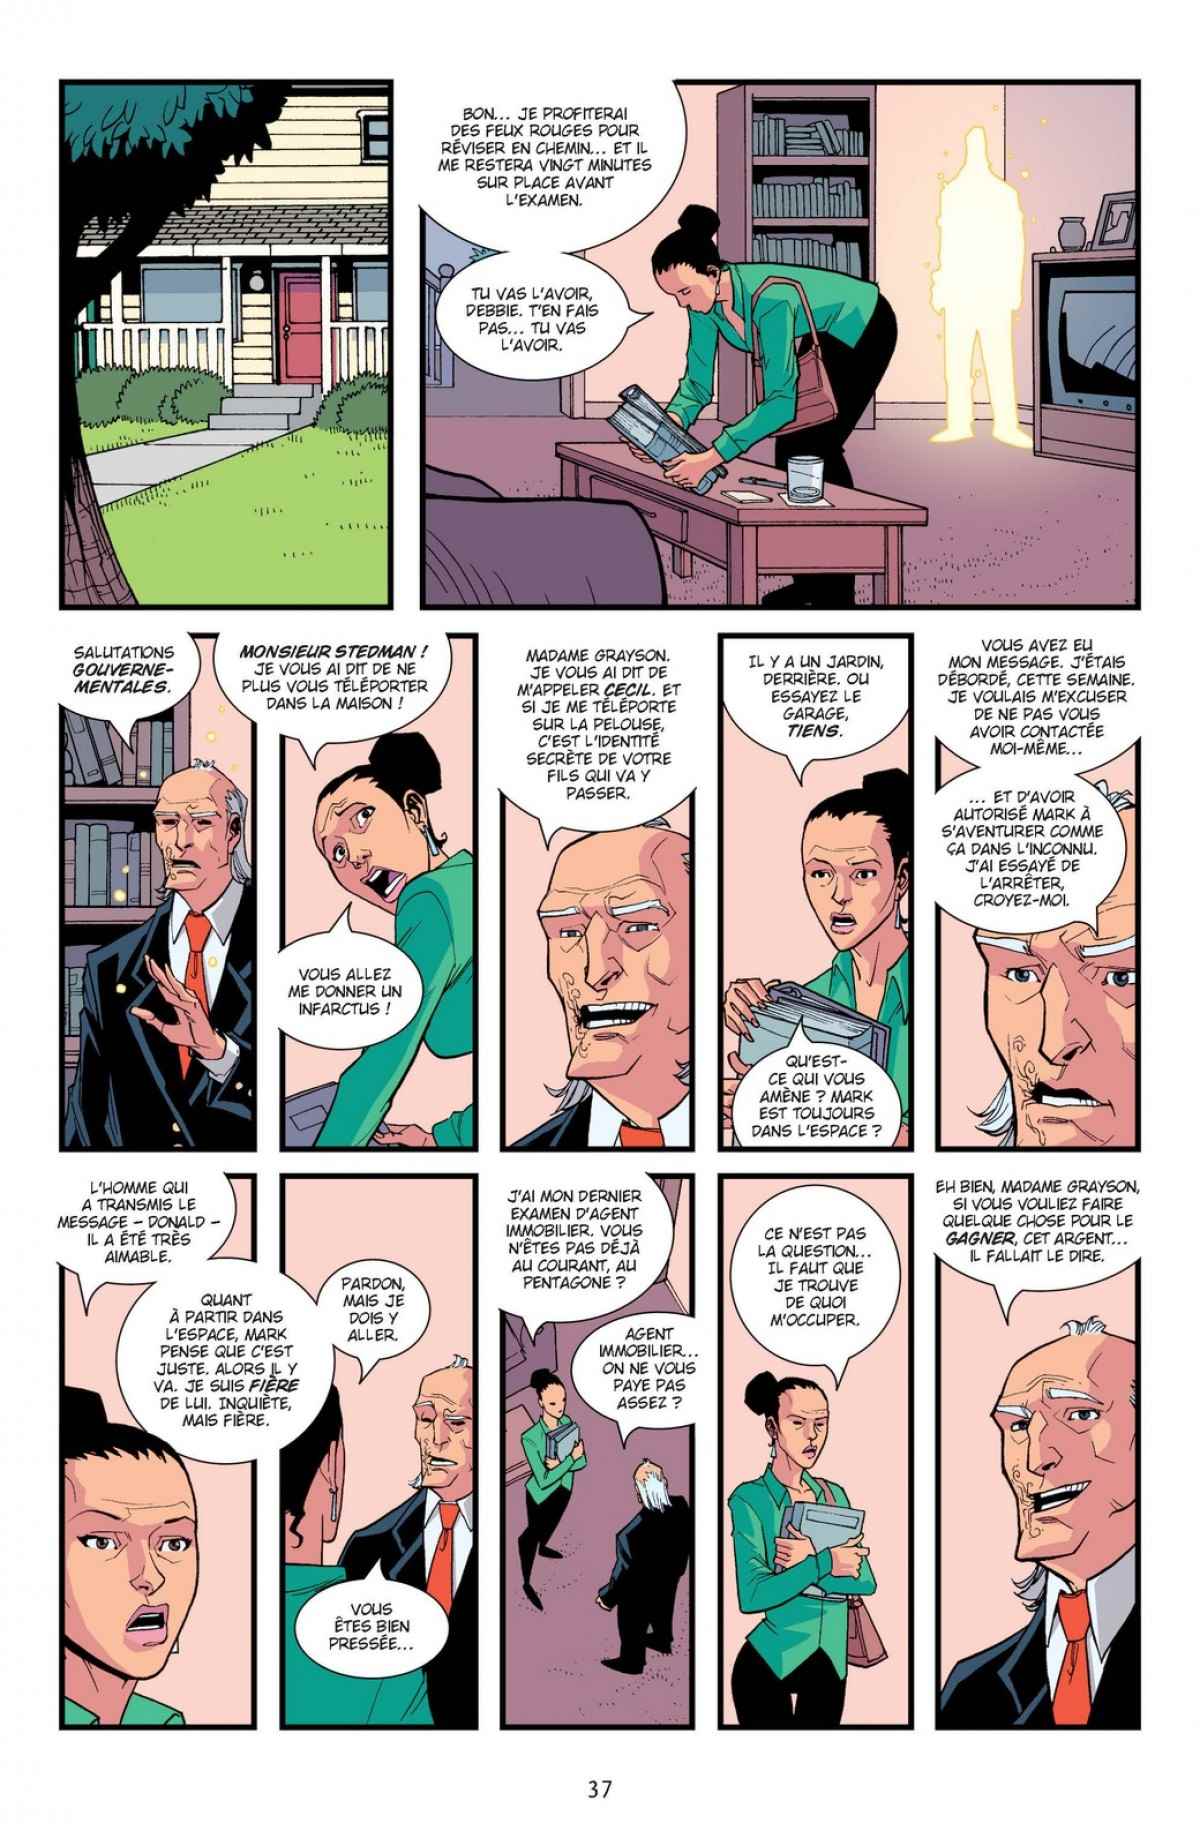 BON... JE PROFITERAI
DES FEUX ROUGES POUR
RÉVISER EN CHEMIN... ET IL
ME RESTERA VINGT MINUTES
SUR PLACE AVANT
L'EXAMEN.
TU VAS L'AVOIR,
DEBBIE. T'EN FAIS
PAS... TU VAS
L'AVOIR.
SALUTATIONS
GOUVERNE-
MENTALES.
MONSIEUR STEDMAN !
JE VOUS AI DIT DE NE
PLUS VOUS TÉLÉPORTER
DANS LA MAISON !
VOUS ALLEZ
ME DONNER UN
INFARCTUS !
MADAME GRAYSON.
JE VOUS AI DIT DE
M'APPELER CECIL. ET
SI JE ME TÉLÉPORTE
SUR LA PELOUSE,
C'EST L'IDENTITÉ
SECRÈTE DE VOTRE
FILS QUI VA Y
PASSER.
IL Y A UN JARDIN,
DERRIÈRE. OU
ESSAYEZ LE
GARAGE,
TIENS.
QU'EST-
CE QUI VOUS
AMÈNE ? MARK
EST TOUJOURS
DANS L'ESPACE ?
VOUS AVEZ EU
MON MESSAGE. J'ÉTAIS
DÉBORDÉ, CETTE SEMAINE.
JE VOULAIS M'EXCUSER
DE NE PAS VOUS
AVOIR CONTACTÉE
MOI-MÊME...
... ET D'AVOIR
AUTORISÉ MARK À
S'AVENTURER COMME
ÇA DANS L'INCONNU.
J'AI ESSAYÉ DE
L'ARRÊTER,
CROYEZ-MOI.
L'HOMME QUI
A TRANSMIS LE
MESSAGE – DONALD –
IL A ÉTÉ TRÈS
AIMABLE.
QUANT
À PARTIR DANS
L'ESPACE, MARK
PENSE QUE C'EST
JUSTE. ALORS IL Y
VA. JE SUIS FIÈRE
DE LUI. INQUIÈTE,
MAIS FIÈRE.
PARDON,
MAIS JE
DOIS Y
ALLER.
VOUS
ÊTES BIEN
PRESSÉE...
J'AI MON DERNIER
EXAMEN D'AGENT
IMMOBILIER. VOUS
N'ÊTES PAS DÉJÀ
AU COURANT, AU
PENTAGONE ?
AGENT
IMMOBILIER...
ON NE VOUS
PAYE PAS
ASSEZ ?
CE N'EST PAS
LA QUESTION...
IL FAUT QUE
JE TROUVE
DE QUOI
M'OCCUPER.
EH BIEN, MADAME GRAYSON,
SI VOUS VOULIEZ FAIRE
QUELQUE CHOSE POUR LE
GAGNER, CET ARGENT...
IL FALLAIT LE DIRE.
37